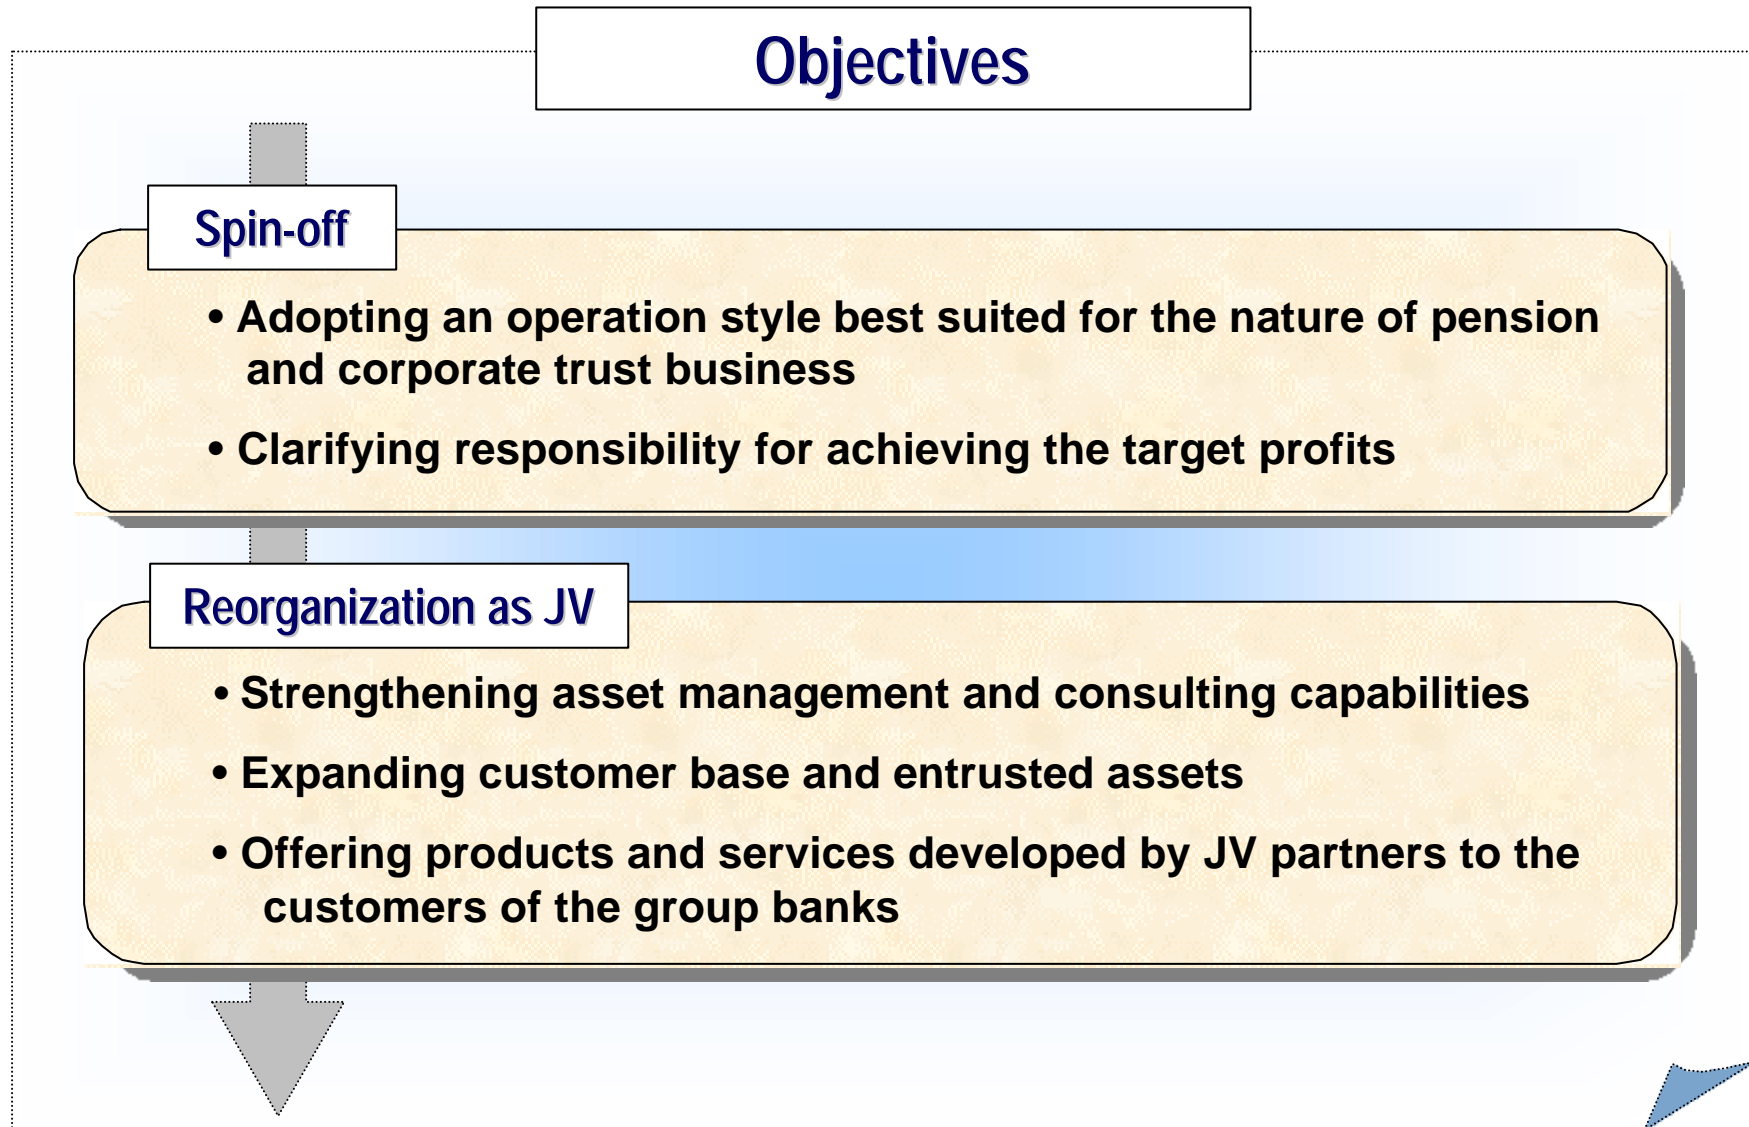 Objectives
Spin-off
• Adopting an operation style best suited for the nature of pension
and corporate trust business
• Clarifying responsibility for achieving the target profits
Reorganization as JV
• Strengthening asset management and consulting capabilities
• Expanding customer base and entrusted assets
• Offering products and services developed by JV partners to the
customers of the group banks